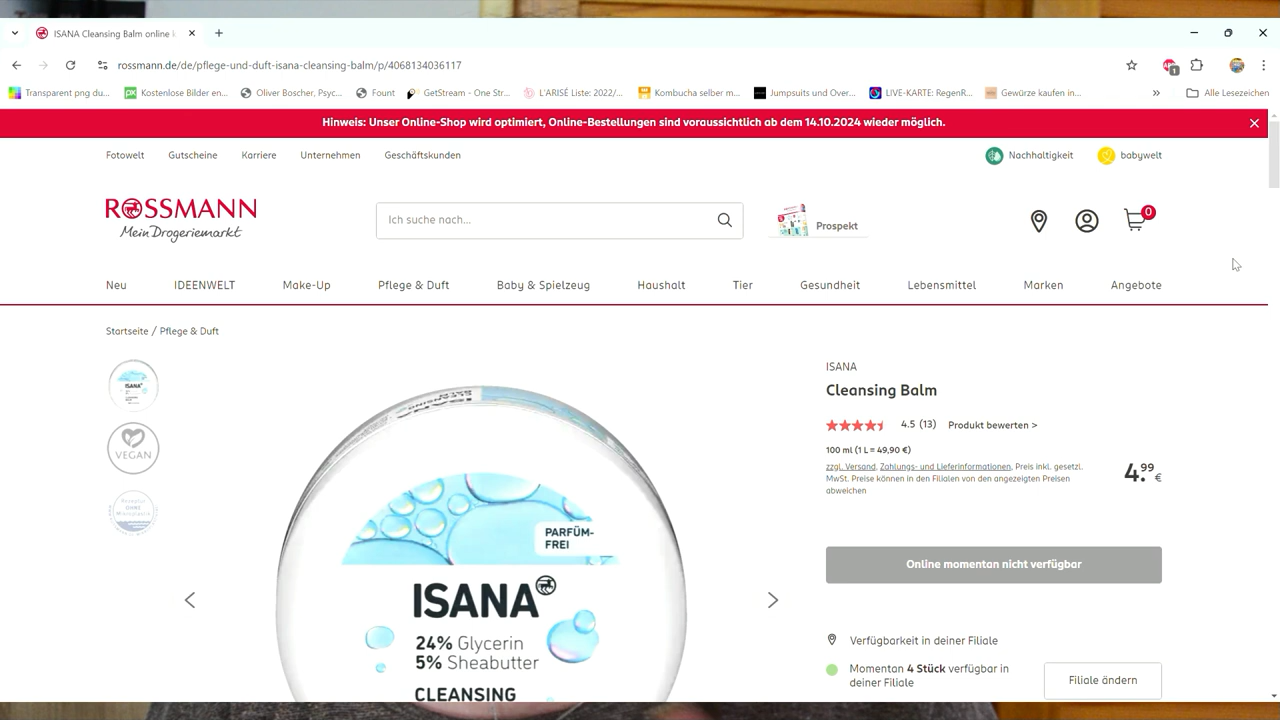 ISANA Cleansing Balm online k
rossmann.de/de/pflege-und-duft-isana-cleansing-balm/p/4068134036117
1
Transparent png du... Kostenlose Bilder en... Oliver Boscher, Psyc... Fount GetStream - One Str... L'ARISÉ Liste: 2022/... Kombucha selber m... Jumpsuits und Over... LIVE-KARTE: RegenR... Gewürze kaufen in... » Alle Lesezeichen
Hinweis: Unser Online-Shop wird optimiert, Online-Bestellungen sind voraussichtlich ab dem 14.10.2024 wieder möglich.
Fotowelt Gutscheine Karriere Unternehmen Geschäftskunden Nachhaltigkeit babywelt
ROSSMANN
Mein Drogeriemarkt
Ich suche nach...
Prospekt
0
Neu IDEENWELT Make-Up Pflege & Duft Baby & Spielzeug Haushalt Tier Gesundheit Lebensmittel Marken Angebote
Startseite / Pflege & Duft
ISANA
VEGAN
PARFÜM-
FREI
ISANA
24% Glycerin
5% Sheabutter
CLEANSING
ISANA
Cleansing Balm
4.5 (13) Produkt bewerten >
100 ml (1 L = 49,90 €)
zzgl. Versand, Zahlungs- und Lieferinformationen, Preis inkl. gesetzl.
MwSt. Preise können in den Filialen von den angezeigten Preisen
abweichen
4.99 €
Online momentan nicht verfügbar
Verfügbarkeit in deiner Filiale
Momentan 4 Stück verfügbar in
deiner Filiale
Filiale ändern